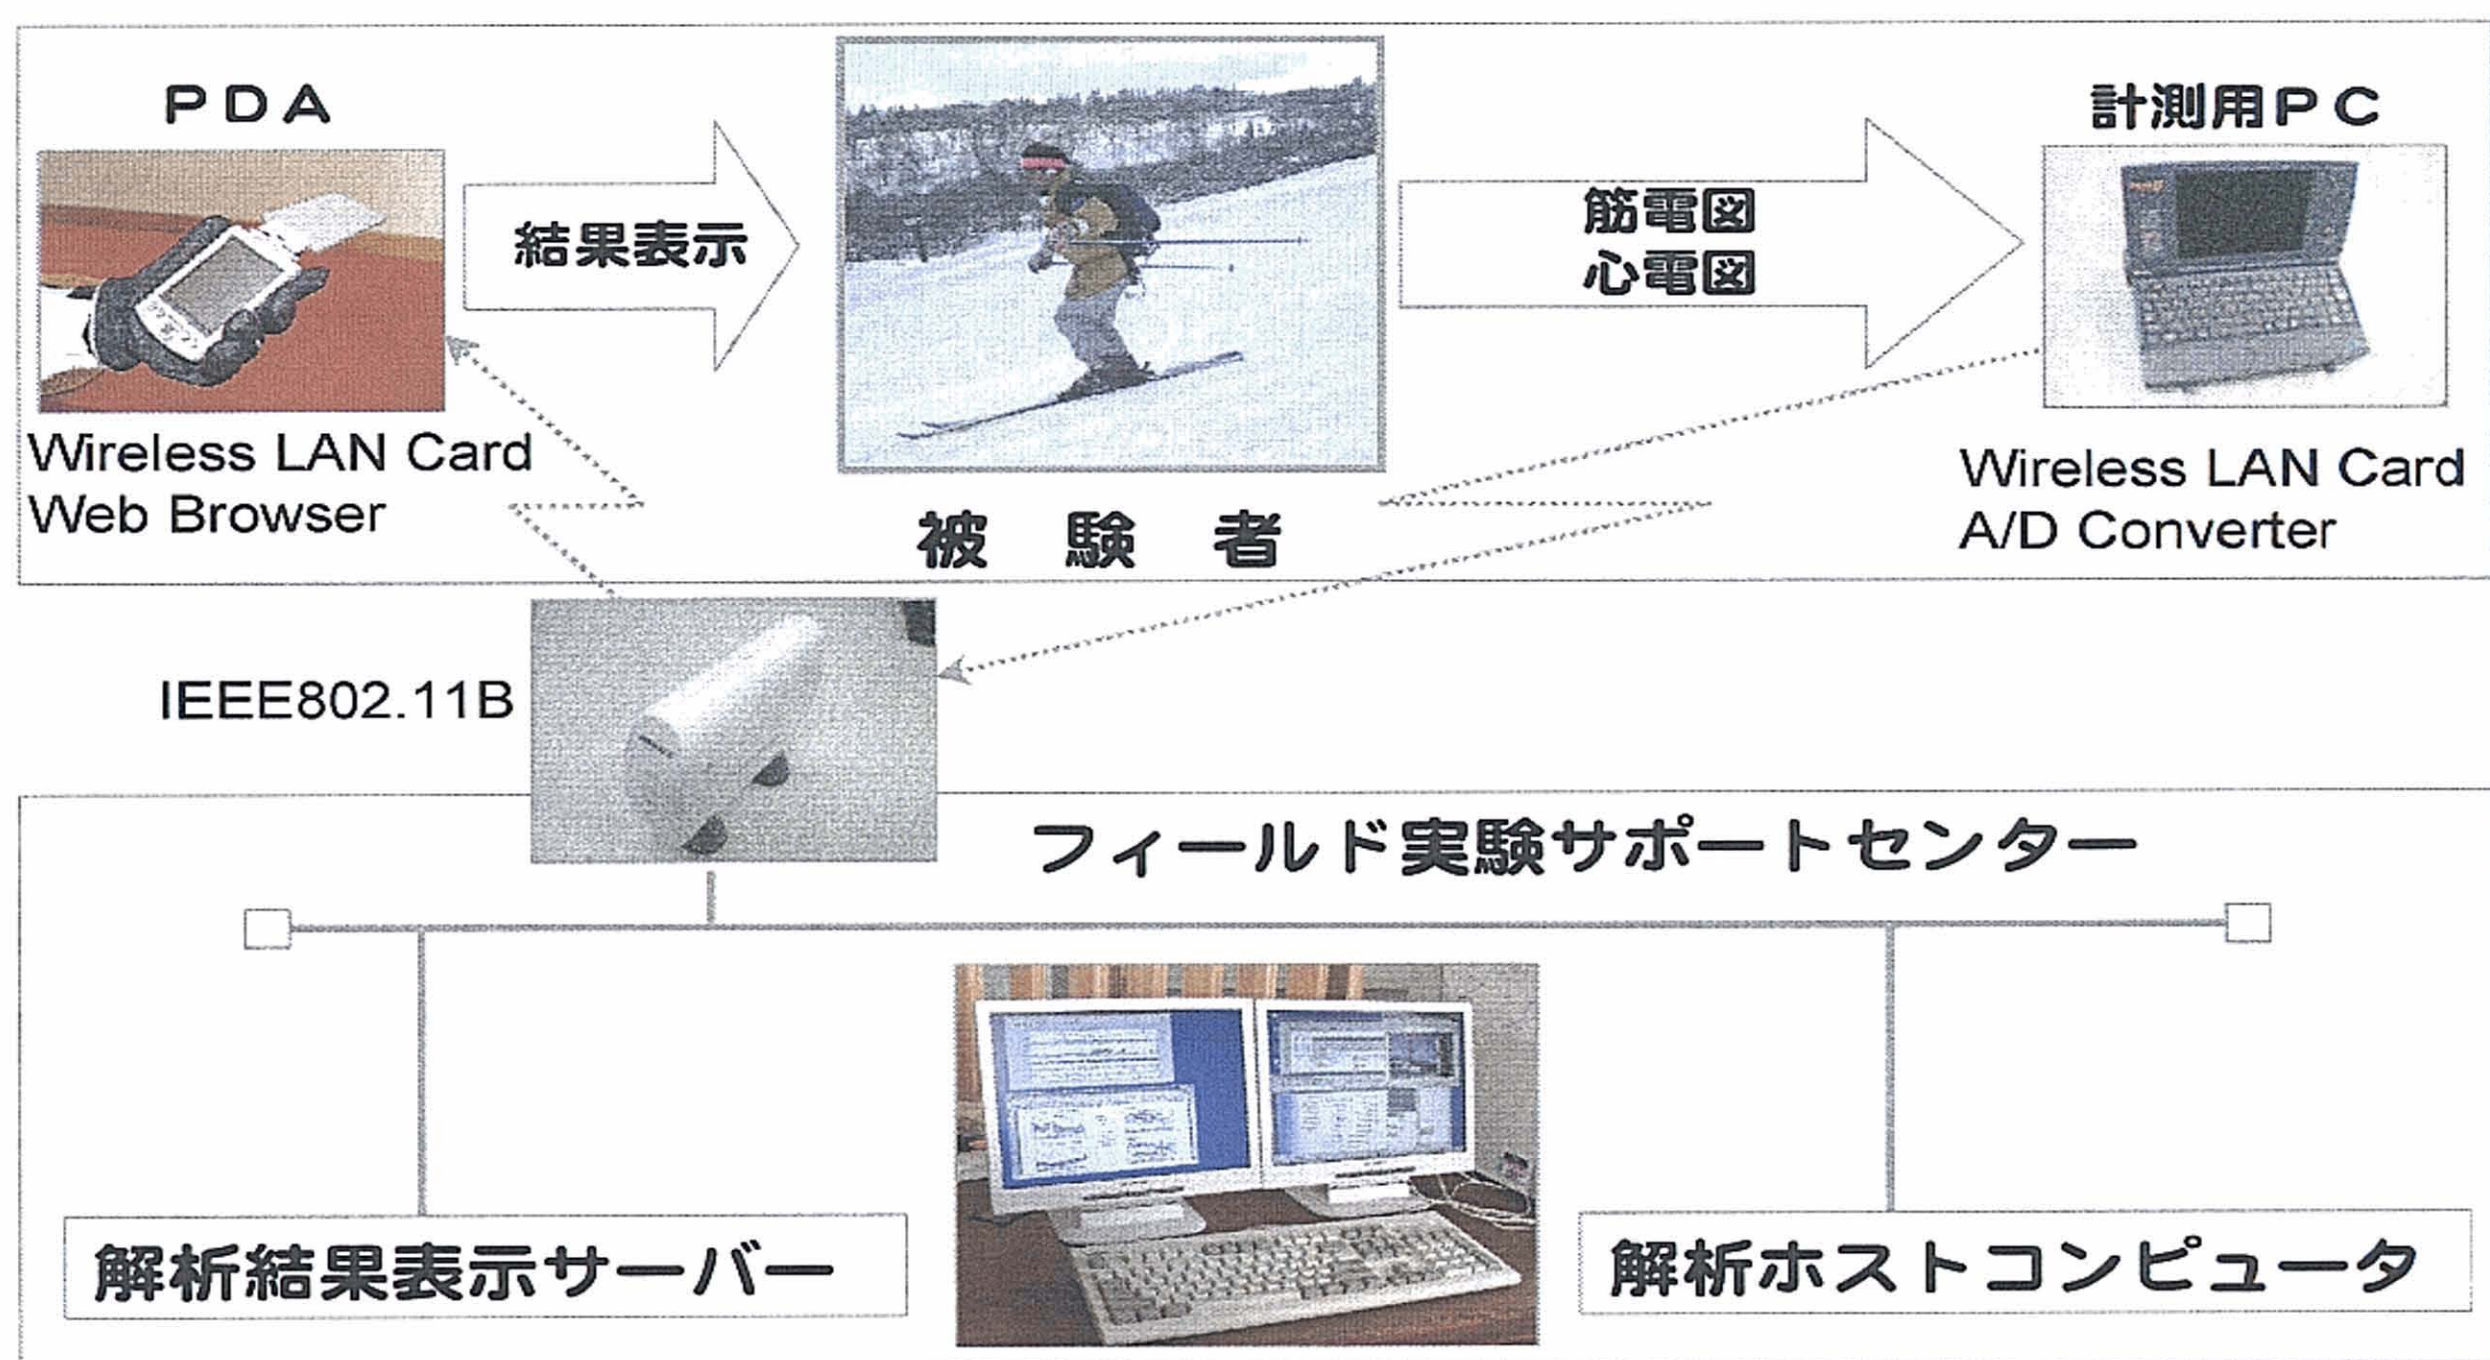 PDA
結果表示
筋電図
心電図
計測用PC
Wireless LAN Card
Web Browser
被験者
Wireless LAN Card
A/D Converter
IEEE802.11B
フィールド実験サポートセンター
解析結果表示サーバー
解析ホストコンピュータ